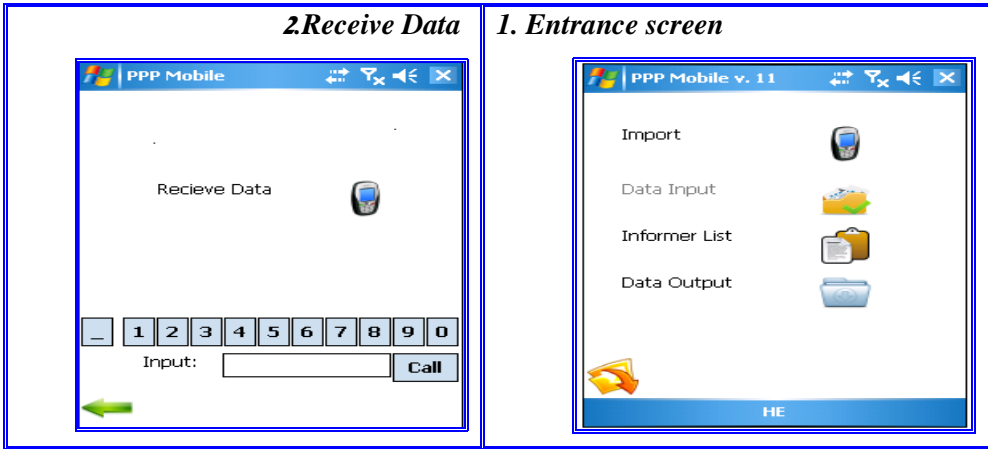 2.Receive Data
PPP Mobile
Recieve Data
_ 1 2 3 4 5 6 7 8 9 0
Input:
Call
1. Entrance screen
PPP Mobile v. 11
Import
Data Input
Informer List
Data Output
HE